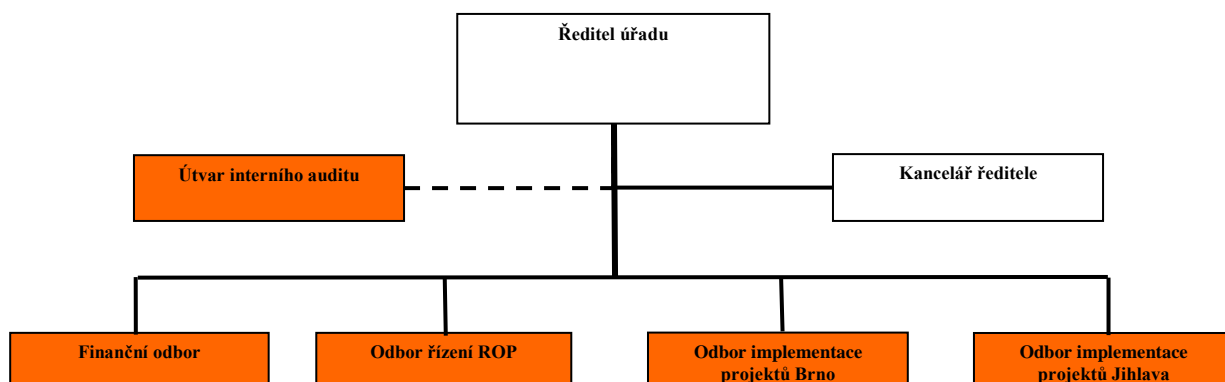 Ředitel úřadu
Útvar interního auditu
Kancelář ředitele
Finanční odbor
Odbor řízení ROP
Odbor implementace
projektů Brno
Odbor implementace
projektů Jihlava